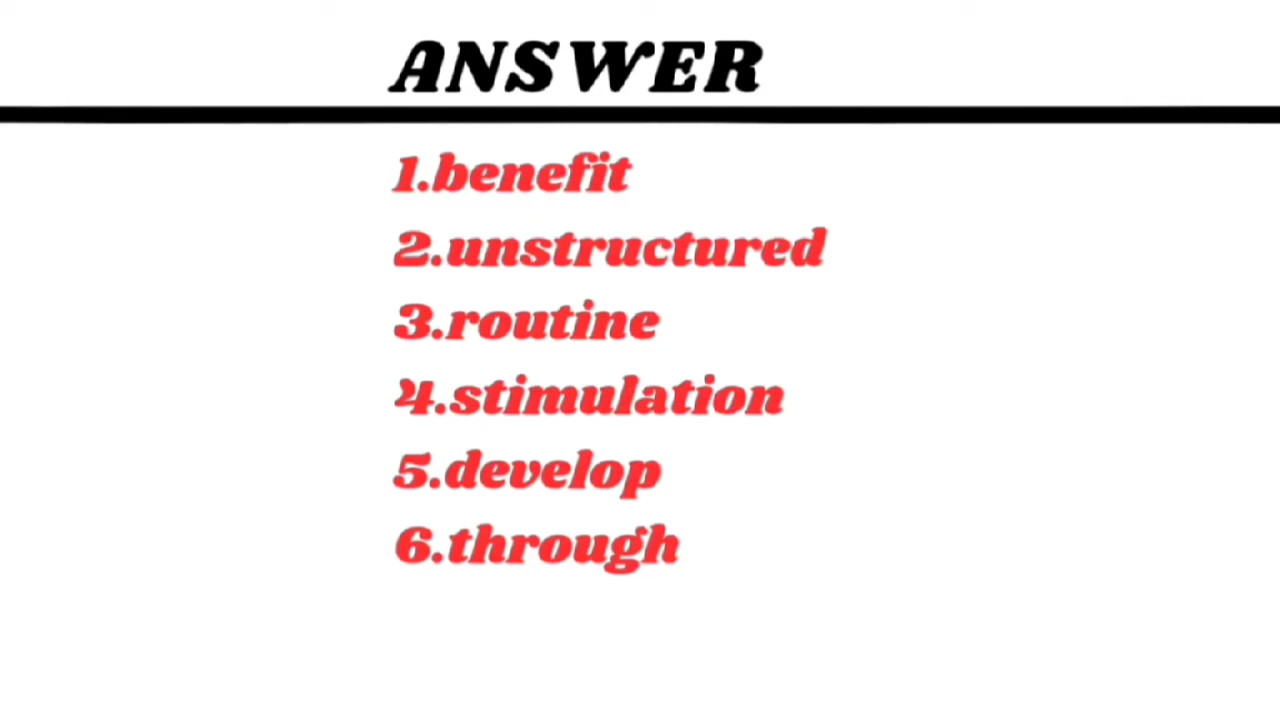 ANSWER
1.benefit
2.unstructured
3.routine
4.stimulation
5.develop
6.through